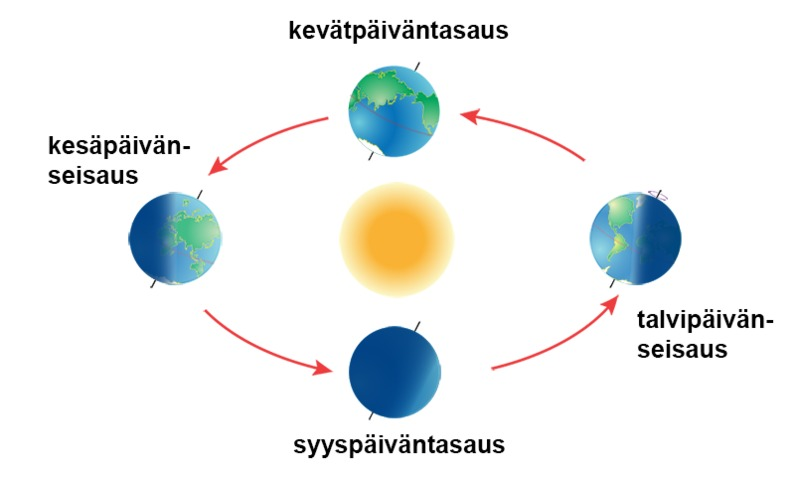 kevätpäiväntasaus
kesäpäivän-
seisaus
talvipäivän-
seisaus
syyspäiväntasaus